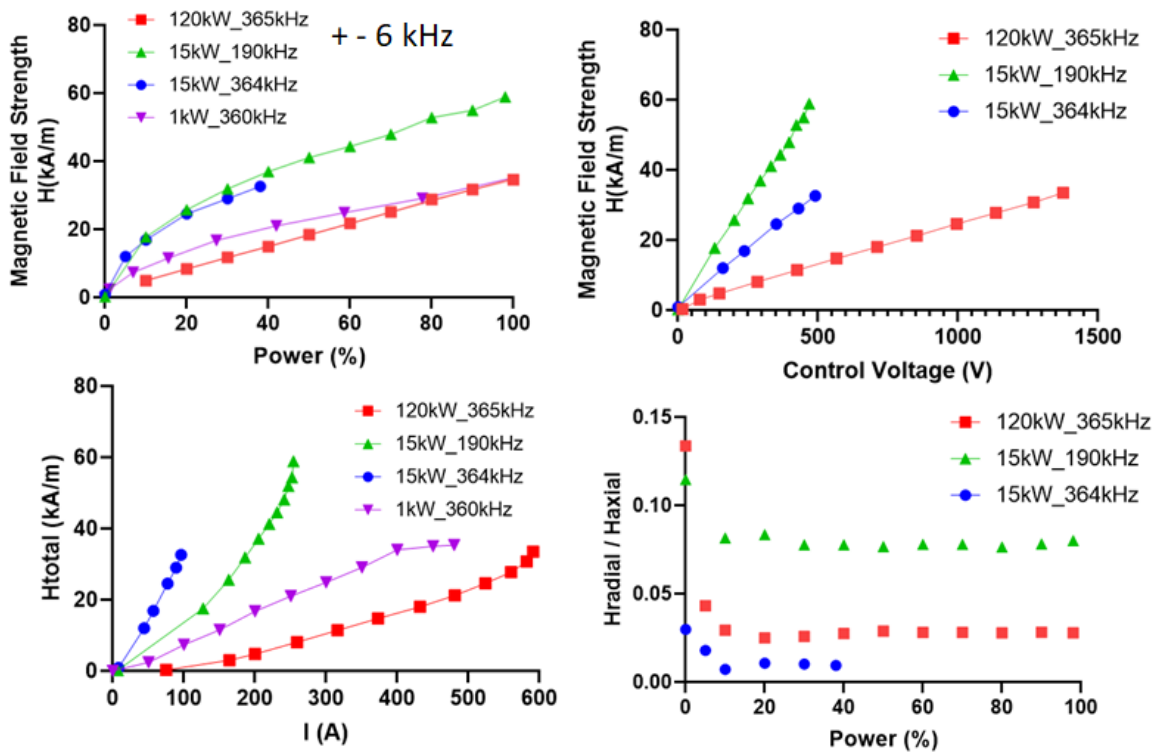 80
60
40
20
0
Magnetic Field Strength
H(kA/m)
120kW_365kHz
15kW_190kHz
15kW_364kHz
1kW_360kHz
+ - 6 kHz
0 20 40 60 80 100
Power (%)
80
60
40
20
0
Magnetic Field Strength
H(kA/m)
120kW_365kHz
15kW_190kHz
15kW_364kHz
0 500 1000 1500
Control Voltage (V)
80
60
40
20
0
Htotal (kA/m)
120kW_365kHz
15kW_190kHz
15kW_364kHz
1kW_360kHz
0 100 200 300 400 500 600
I (A)
0.15
0.10
0.05
0.00
Hradial / Haxial
120kW_365kHz
15kW_190kHz
15kW_364kHz
0 20 40 60 80 100
Power (%)